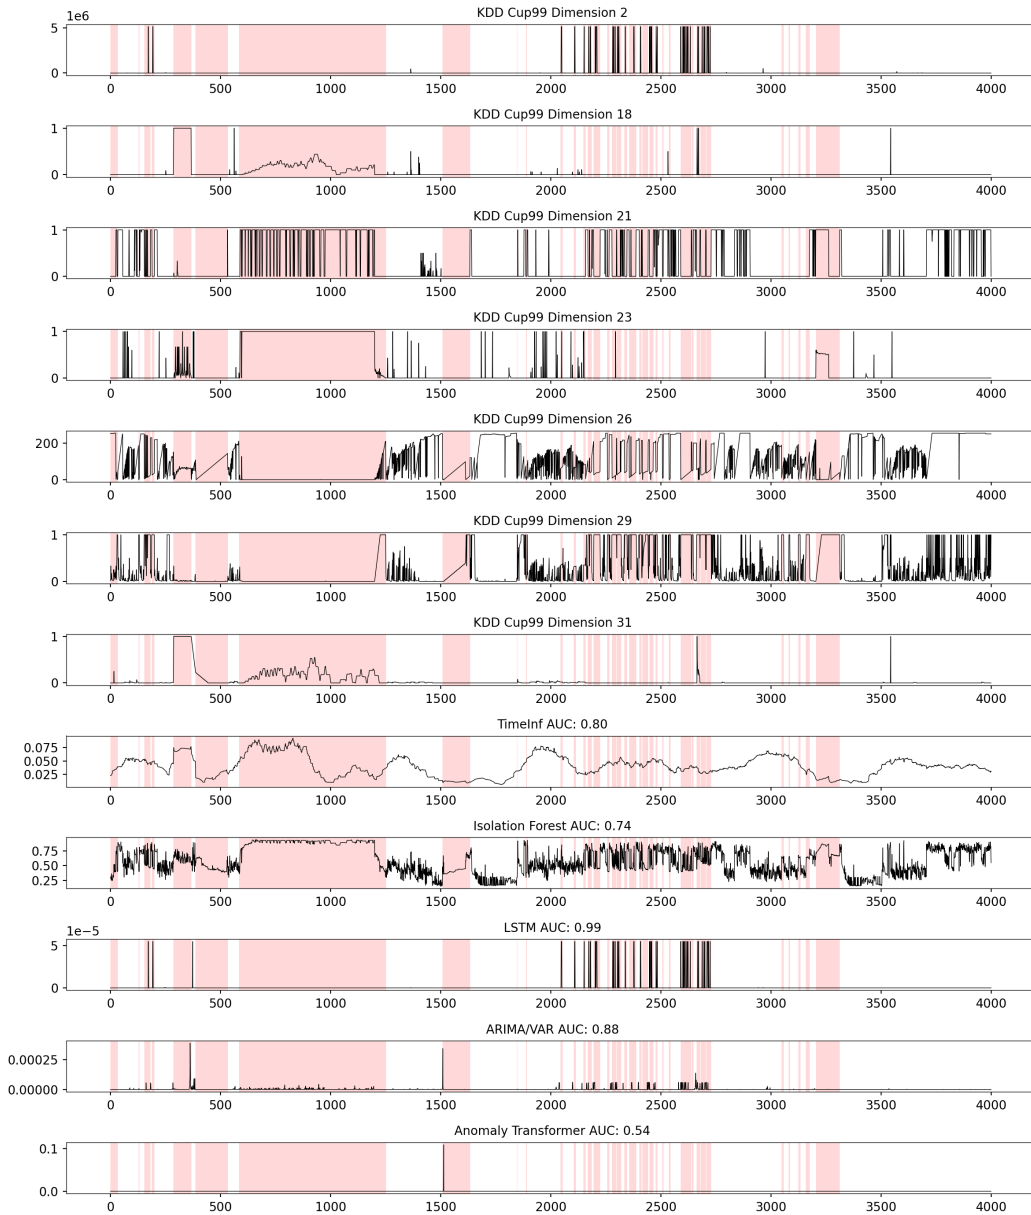 KDD Cup99 Dimension 2
1e6
5
0
0 500 1000 1500 2000 2500 3000 3500 4000
KDD Cup99 Dimension 18
1
0
0 500 1000 1500 2000 2500 3000 3500 4000
KDD Cup99 Dimension 21
1
0
0 500 1000 1500 2000 2500 3000 3500 4000
KDD Cup99 Dimension 23
1
0
0 500 1000 1500 2000 2500 3000 3500 4000
KDD Cup99 Dimension 26
200
0
0 500 1000 1500 2000 2500 3000 3500 4000
KDD Cup99 Dimension 29
1
0
0 500 1000 1500 2000 2500 3000 3500 4000
KDD Cup99 Dimension 31
1
0
0 500 1000 1500 2000 2500 3000 3500 4000
TimeInf AUC: 0.80
0.075
0.050
0.025
0 500 1000 1500 2000 2500 3000 3500 4000
Isolation Forest AUC: 0.74
0.75
0.50
0.25
0 500 1000 1500 2000 2500 3000 3500 4000
LSTM AUC: 0.99
1e−5
5
0
0 500 1000 1500 2000 2500 3000 3500 4000
ARIMA/VAR AUC: 0.88
0.00025
0.00000
0 500 1000 1500 2000 2500 3000 3500 4000
Anomaly Transformer AUC: 0.54
0.1
0.0
0 500 1000 1500 2000 2500 3000 3500 4000